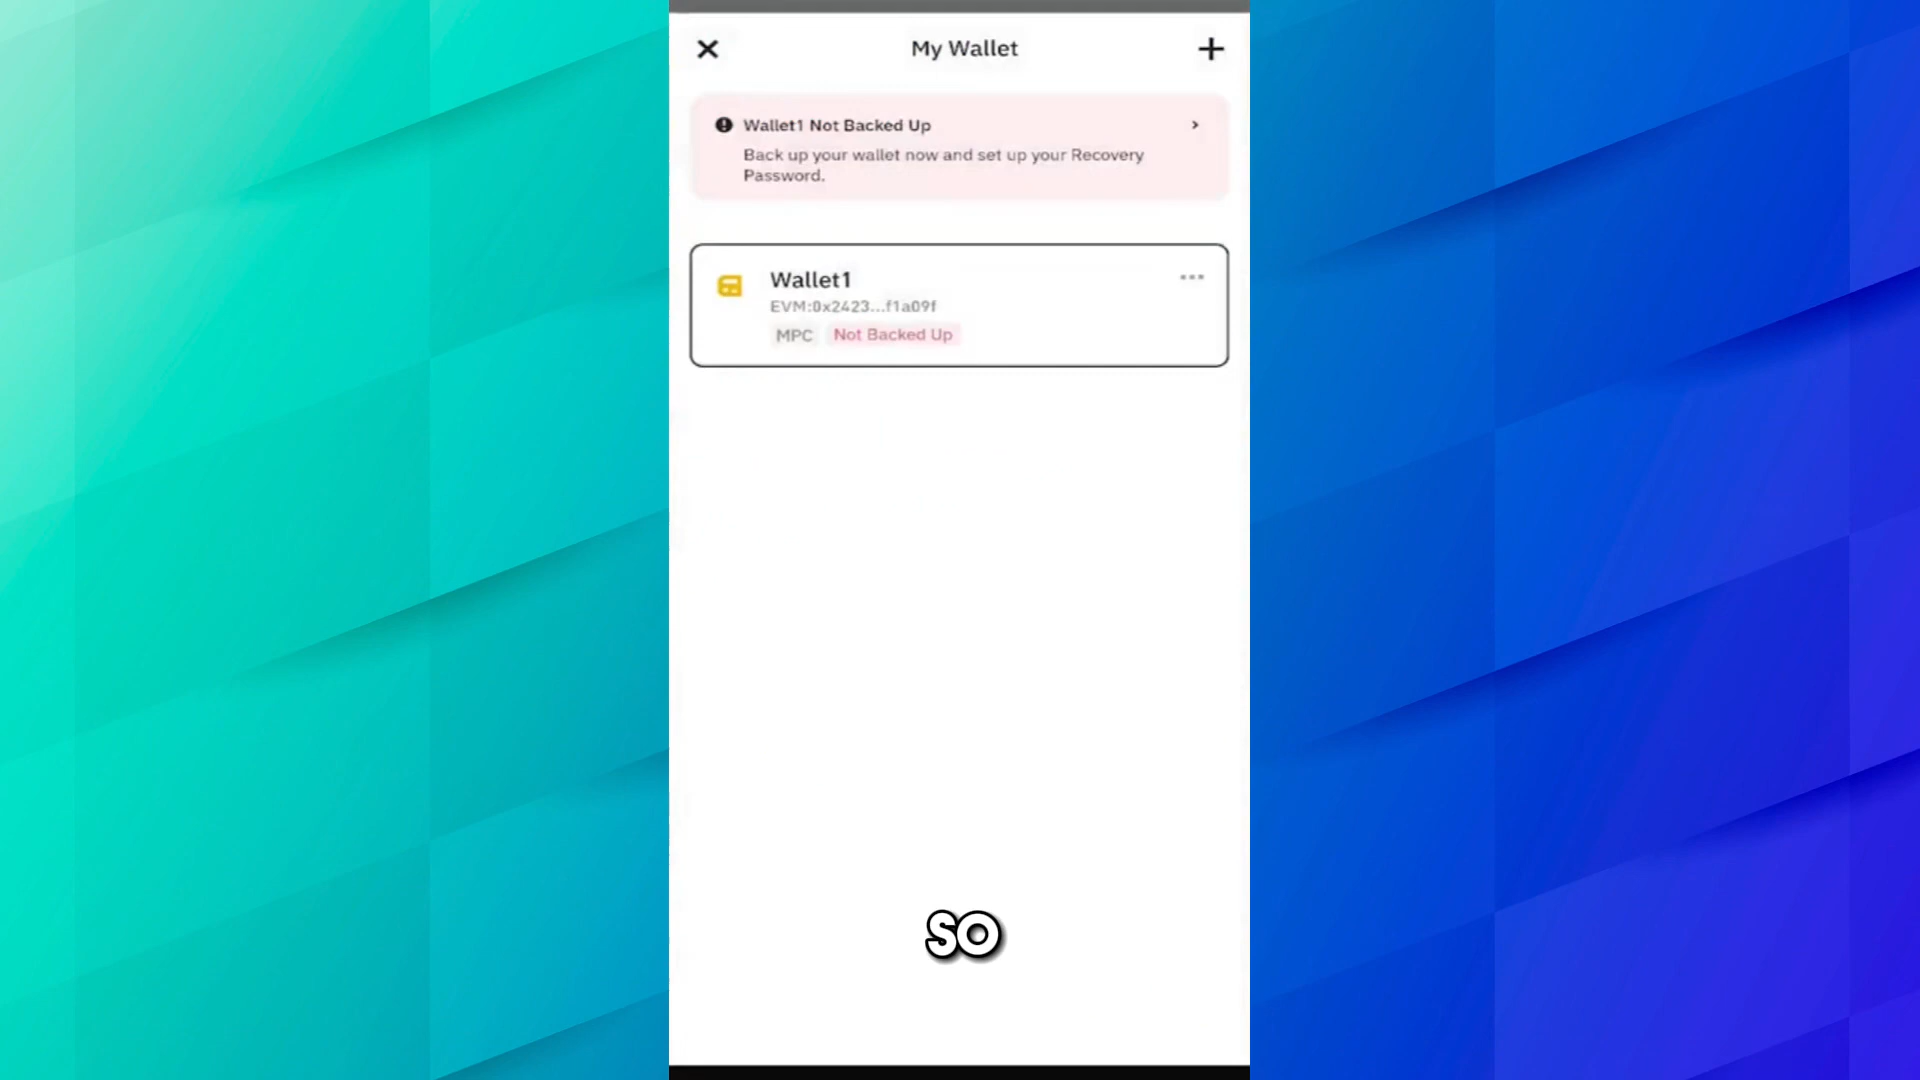 My Wallet
Wallet1 Not Backed Up
Back up your wallet now and set up your Recovery
Password.
Wallet1
EVM:0x2423...f1a09f
MPC Not Backed Up
SO